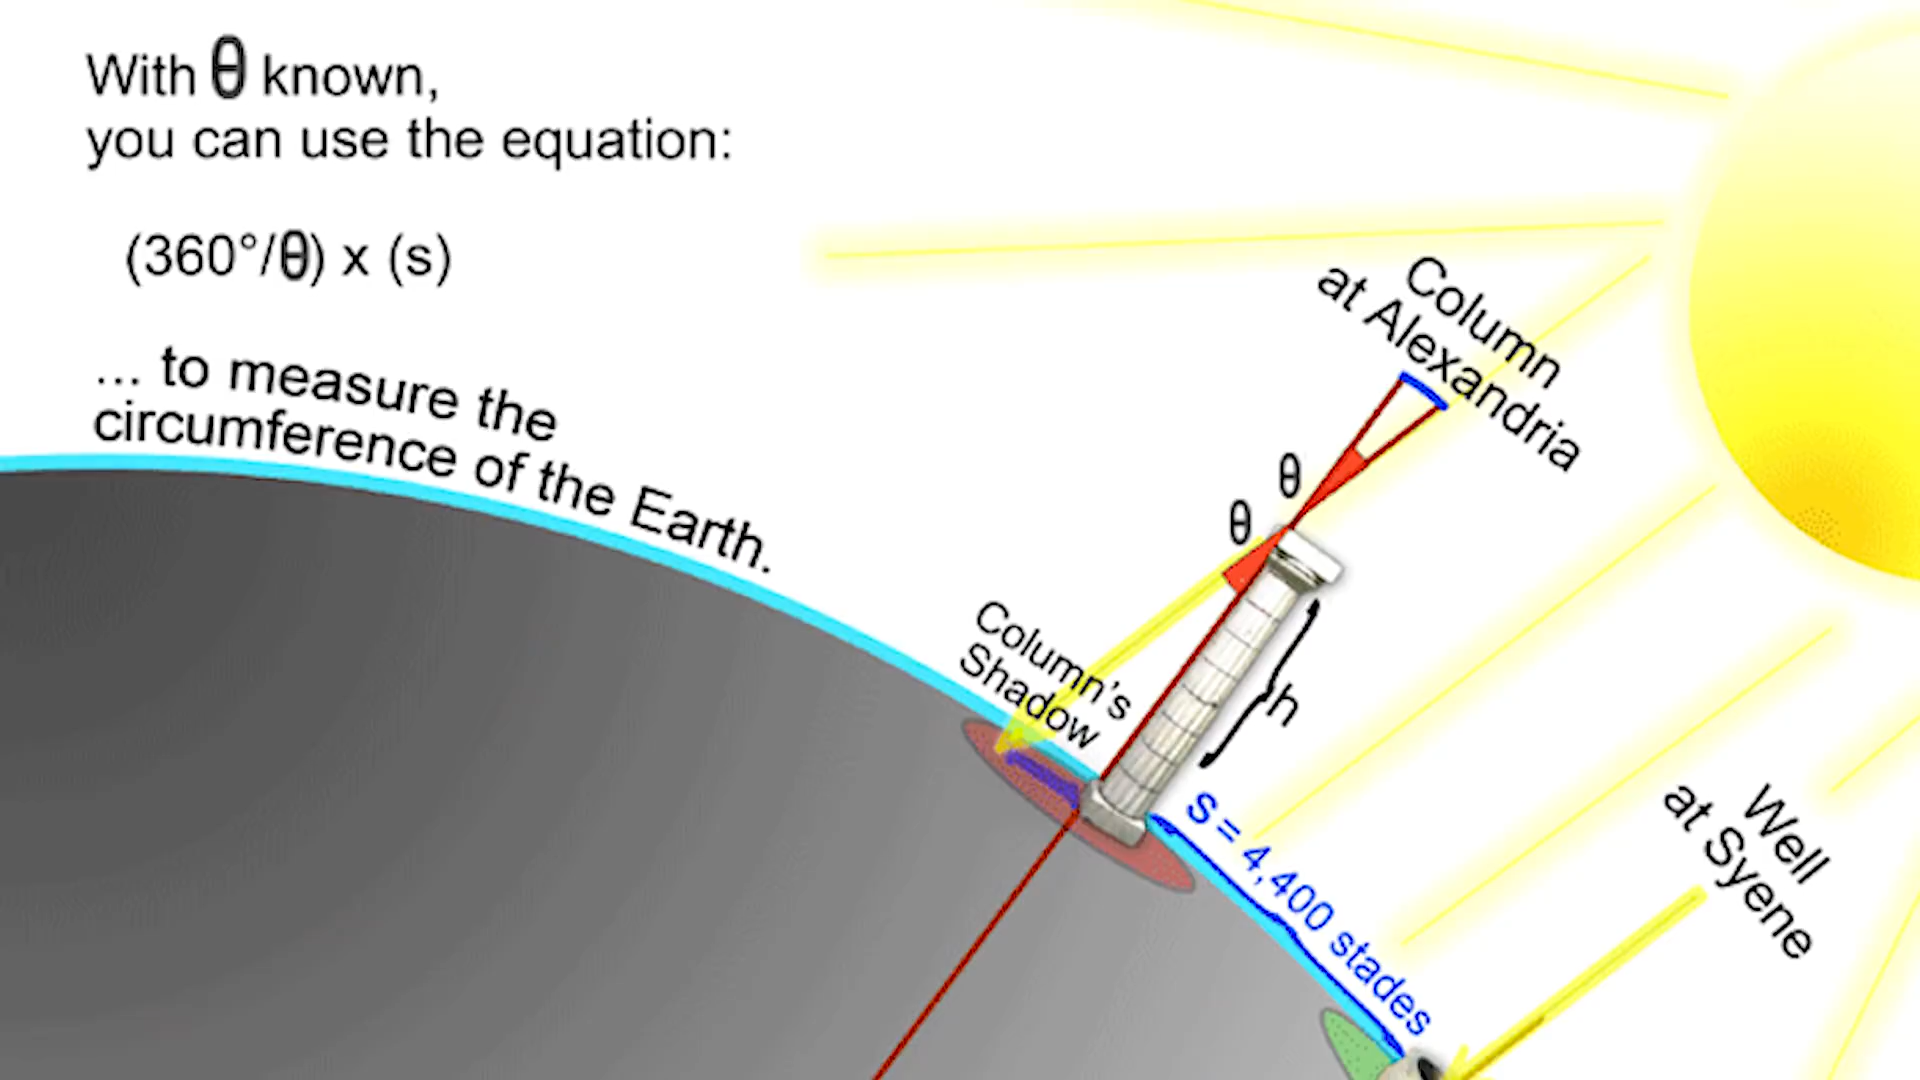 With θ known,
you can use the equation:
(360°/θ) x (s)
... to measure the
circumference of the Earth.
Column
at Alexandria
θ
θ
Column's
Shadow
h
S = 4,400 stades
Well
at Syene